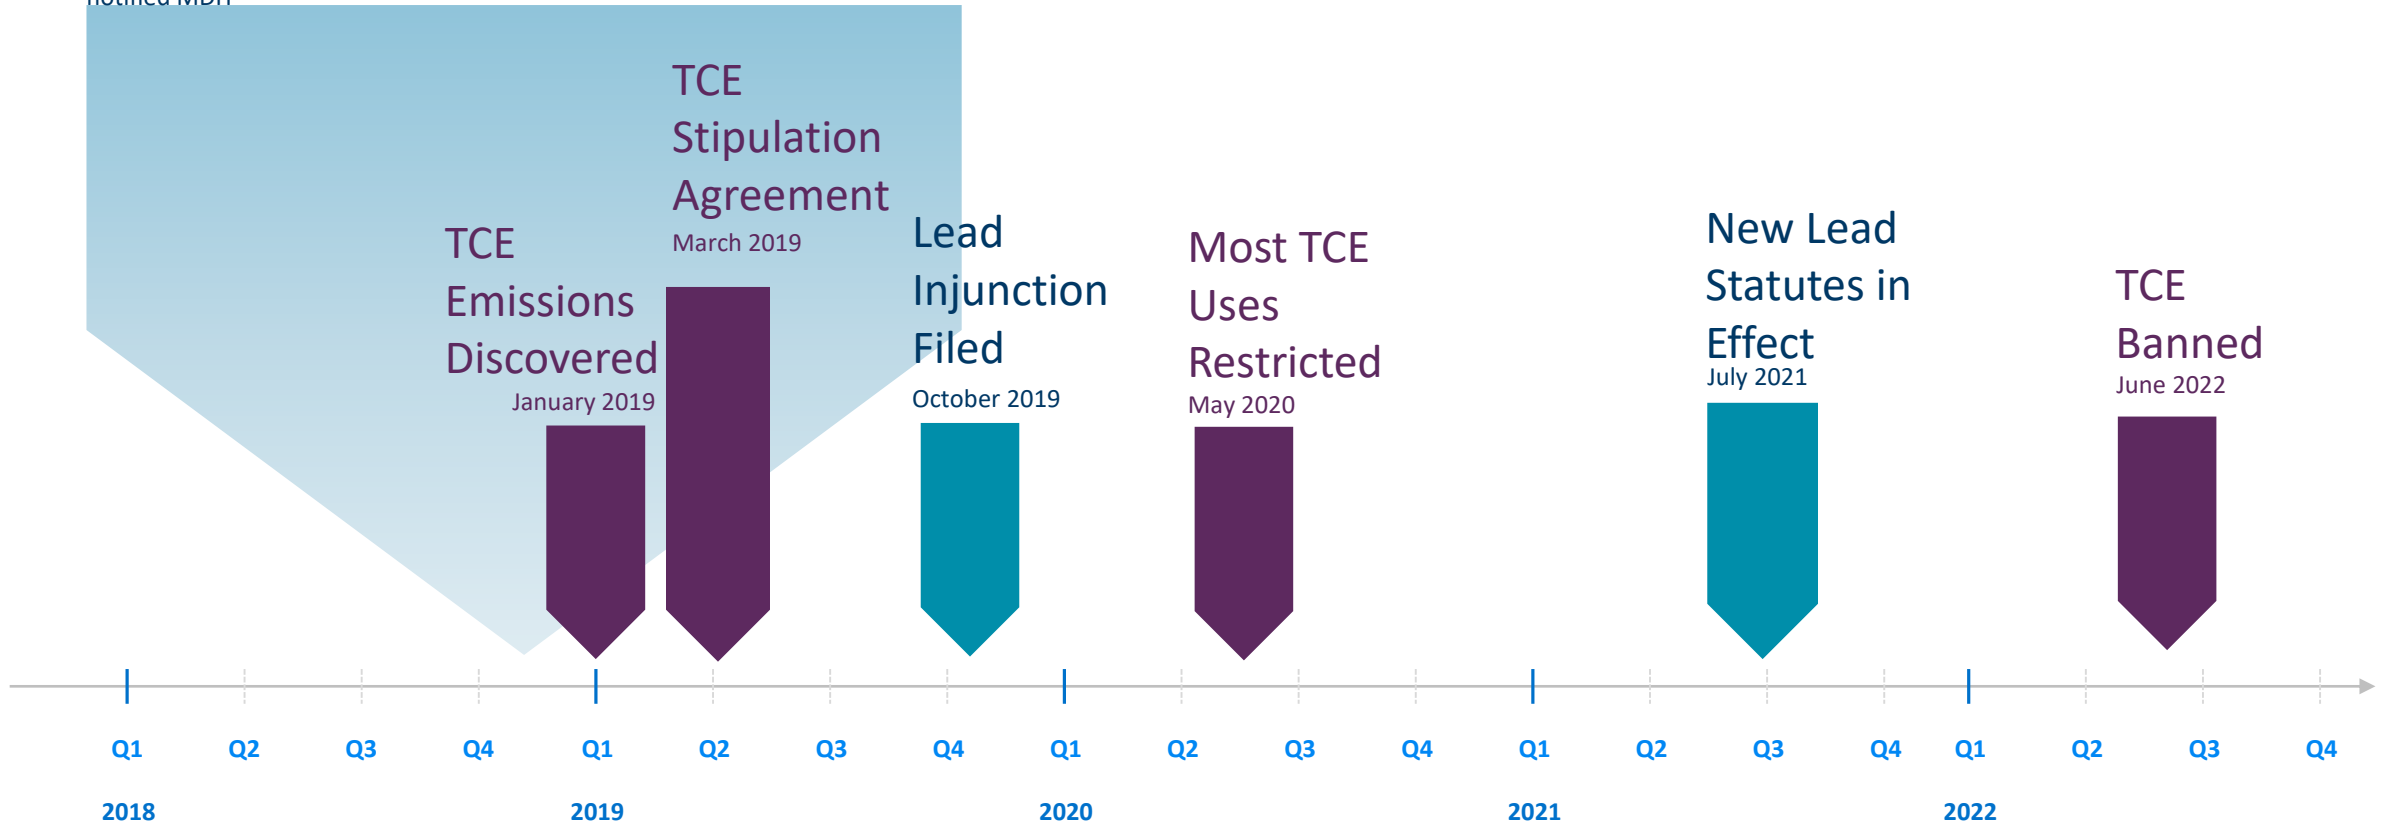 notified MDH
TCE
Stipulation
Agreement
March 2019
TCE
Emissions
Discovered
January 2019
Lead
Injunction
Filed
October 2019
Most TCE
Uses
Restricted
May 2020
New Lead
Statutes in
Effect
July 2021
TCE
Banned
June 2022
Q1 Q2 Q3 Q4 Q1 Q2 Q3 Q4 Q1 Q2 Q3 Q4 Q1 Q2 Q3 Q4 Q1 Q2 Q3 Q4
2018 2019 2020 2021 2022